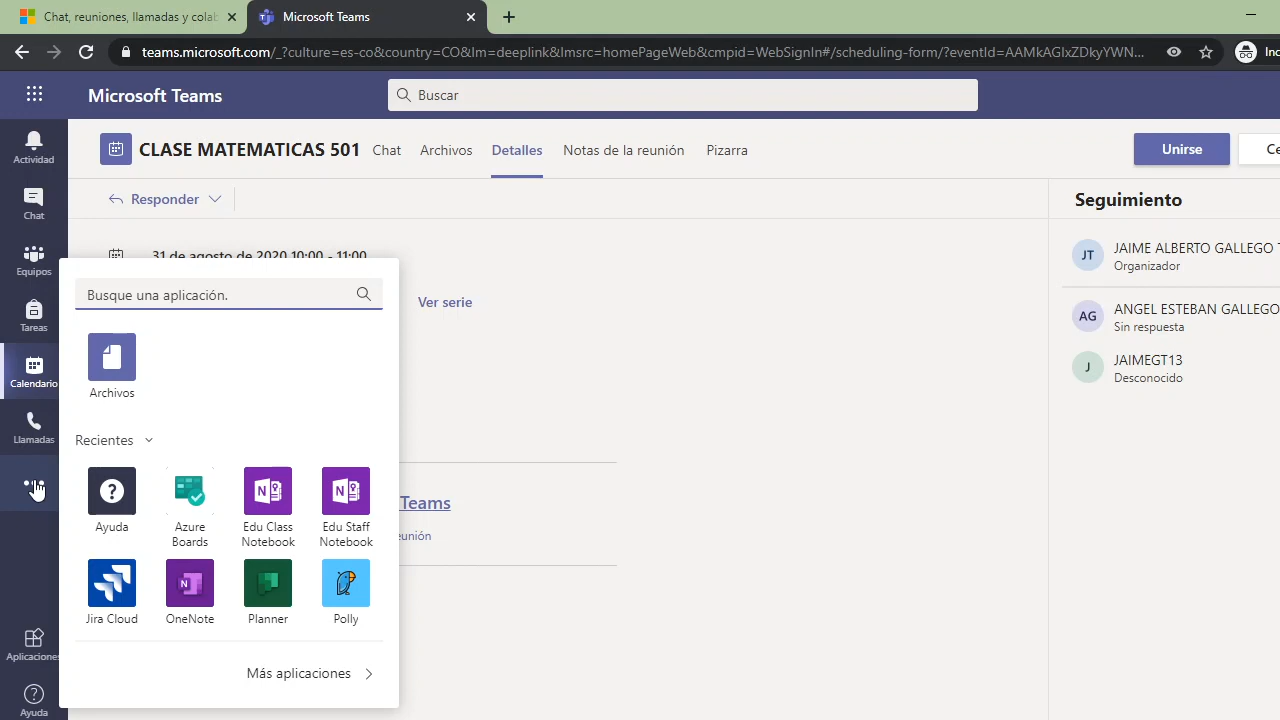 Chat, reuniones, llamadas y colab
Microsoft Teams
teams.microsoft.com/_?culture=es-co&country=CO&lm=deeplink&lmsrc=homePageWeb&cmpid=WebSignIn#/scheduling-form/?eventId=AAMkAGIxZDkyYWN...
Inc
Microsoft Teams
Buscar
Actividad
Chat
Equipos
Tareas
Calendario
Llamadas
Aplicaciones
Ayuda
CLASE MATEMATICAS 501
Chat
Archivos
Detalles
Notas de la reunión
Pizarra
Unirse
Ce
Responder
31 de agosto de 2020 10:00 - 11:00
Ver serie
Teams
eunión
Busque una aplicación.
Archivos
Recientes
Ayuda
Azure Boards
Edu Class Notebook
Edu Staff Notebook
Jira Cloud
OneNote
Planner
Polly
Más aplicaciones
Seguimiento
JT
JAIME ALBERTO GALLEGO T
Organizador
AG
ANGEL ESTEBAN GALLEGO
Sin respuesta
J
JAIMEGT13
Desconocido